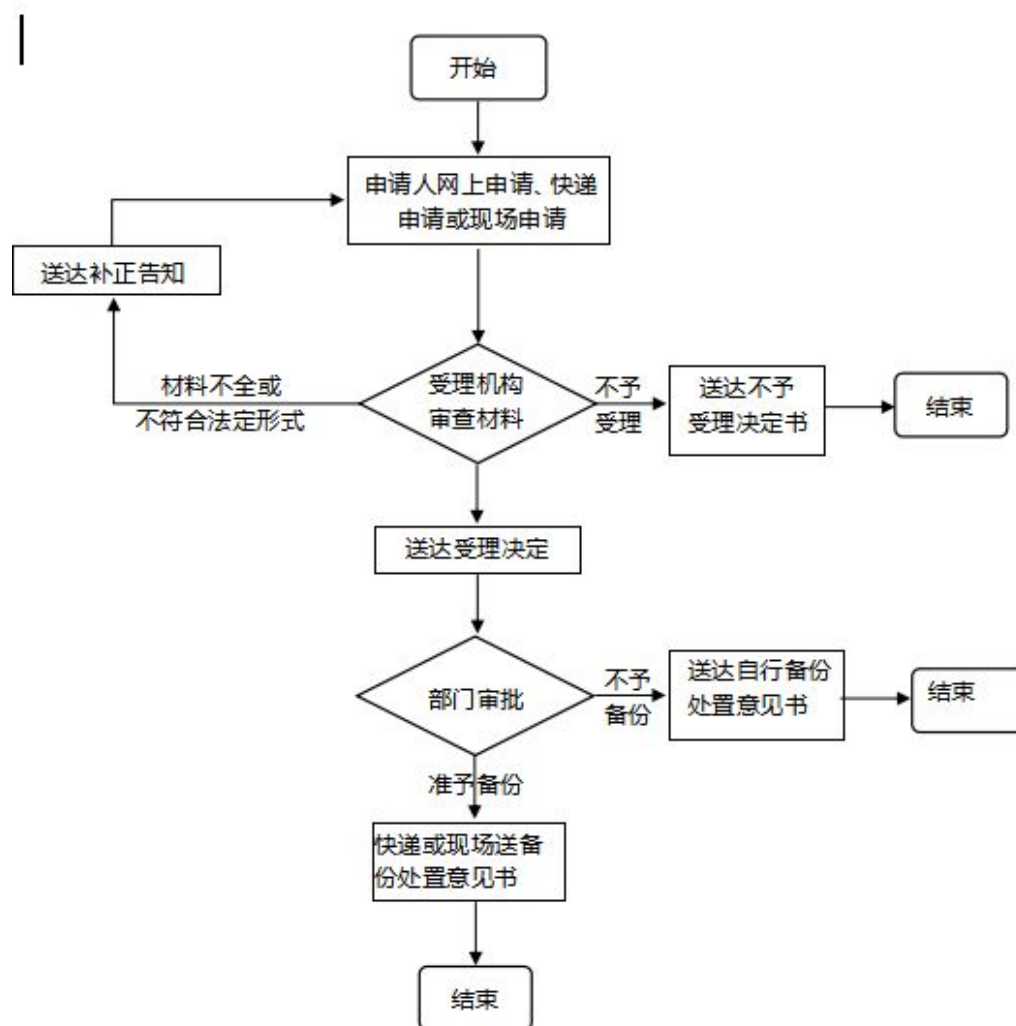 开始
申请人网上申请、快递
申请或现场申请
送达补正告知
材料不全或
不符合法定形式
受理机构
审查材料
不予
受理
送达不予
受理决定书
结束
送达受理决定
部门审批
不予
备份
送达自行备份
处置意见书
结束
准予备份
快递或现场送备
份处置意见书
结束